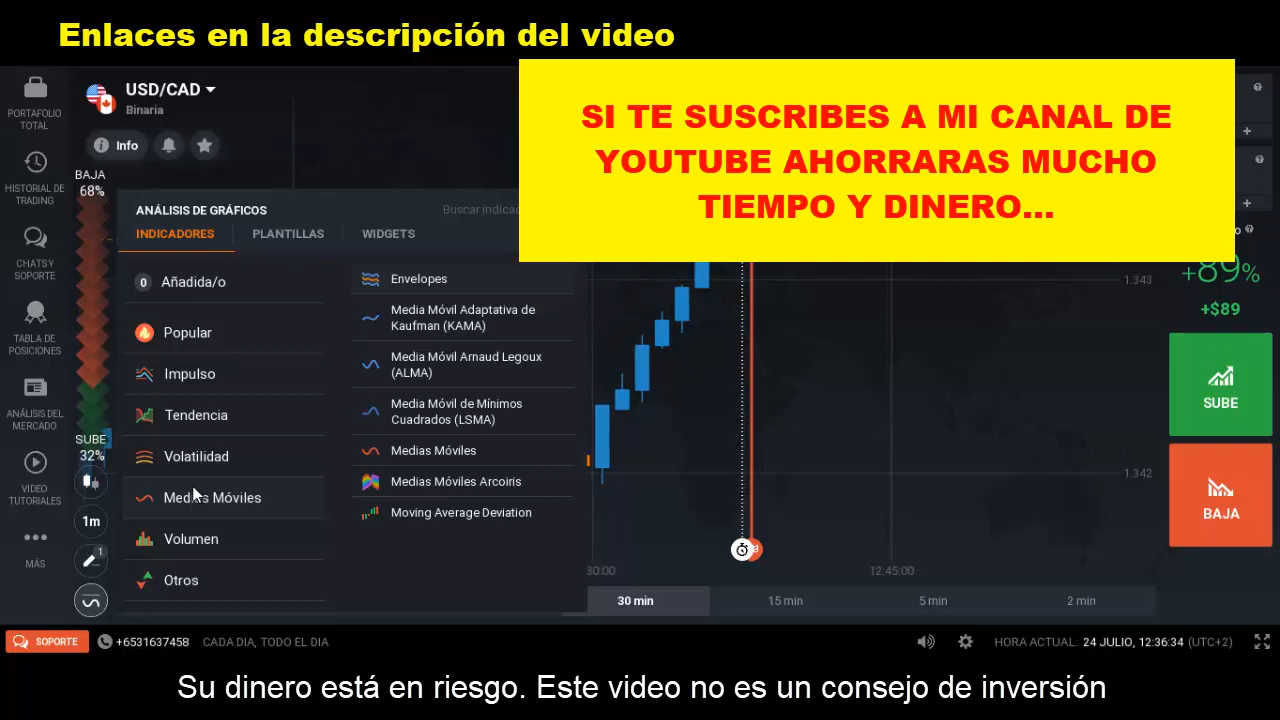 Enlaces en la descripción del video
SI TE SUSCRIBES A MI CANAL DE
YOUTUBE AHORRARAS MUCHO
TIEMPO Y DINERO...
PORTAFOLIO
TOTAL
HISTORIAL DE
TRADING
CHATS Y
SOPORTE
TABLA DE
POSICIONES
ANÁLISIS DEL
MERCADO
VIDEO
TUTORIALES
MÁS
USD/CAD
Binaria
Info
BAJA
68%
SUBE
32%
1m
1
ANÁLISIS DE GRÁFICOS
Buscar indicad
INDICADORES
PLANTILLAS
WIDGETS
0 Añadida/o
Popular
Impulso
Tendencia
Volatilidad
Medias Móviles
Volumen
Otros
Envelopes
Media Móvil Adaptativa de
Kaufman (KAMA)
Media Móvil Arnaud Legoux
(ALMA)
Media Móvil de Mínimos
Cuadrados (LSMA)
Medias Móviles
Medias Móviles Arcoiris
Moving Average Deviation
1.343
1.342
30:00
12:45:00
30 min
15 min
5 min
2 min
+89%
+$89
SUBE
BAJA
SOPORTE
+6531637458
CADA DIA, TODO EL DIA
HORA ACTUAL: 24 JULIO, 12:36:34 (UTC+2)
Su dinero está en riesgo. Este video no es un consejo de inversión